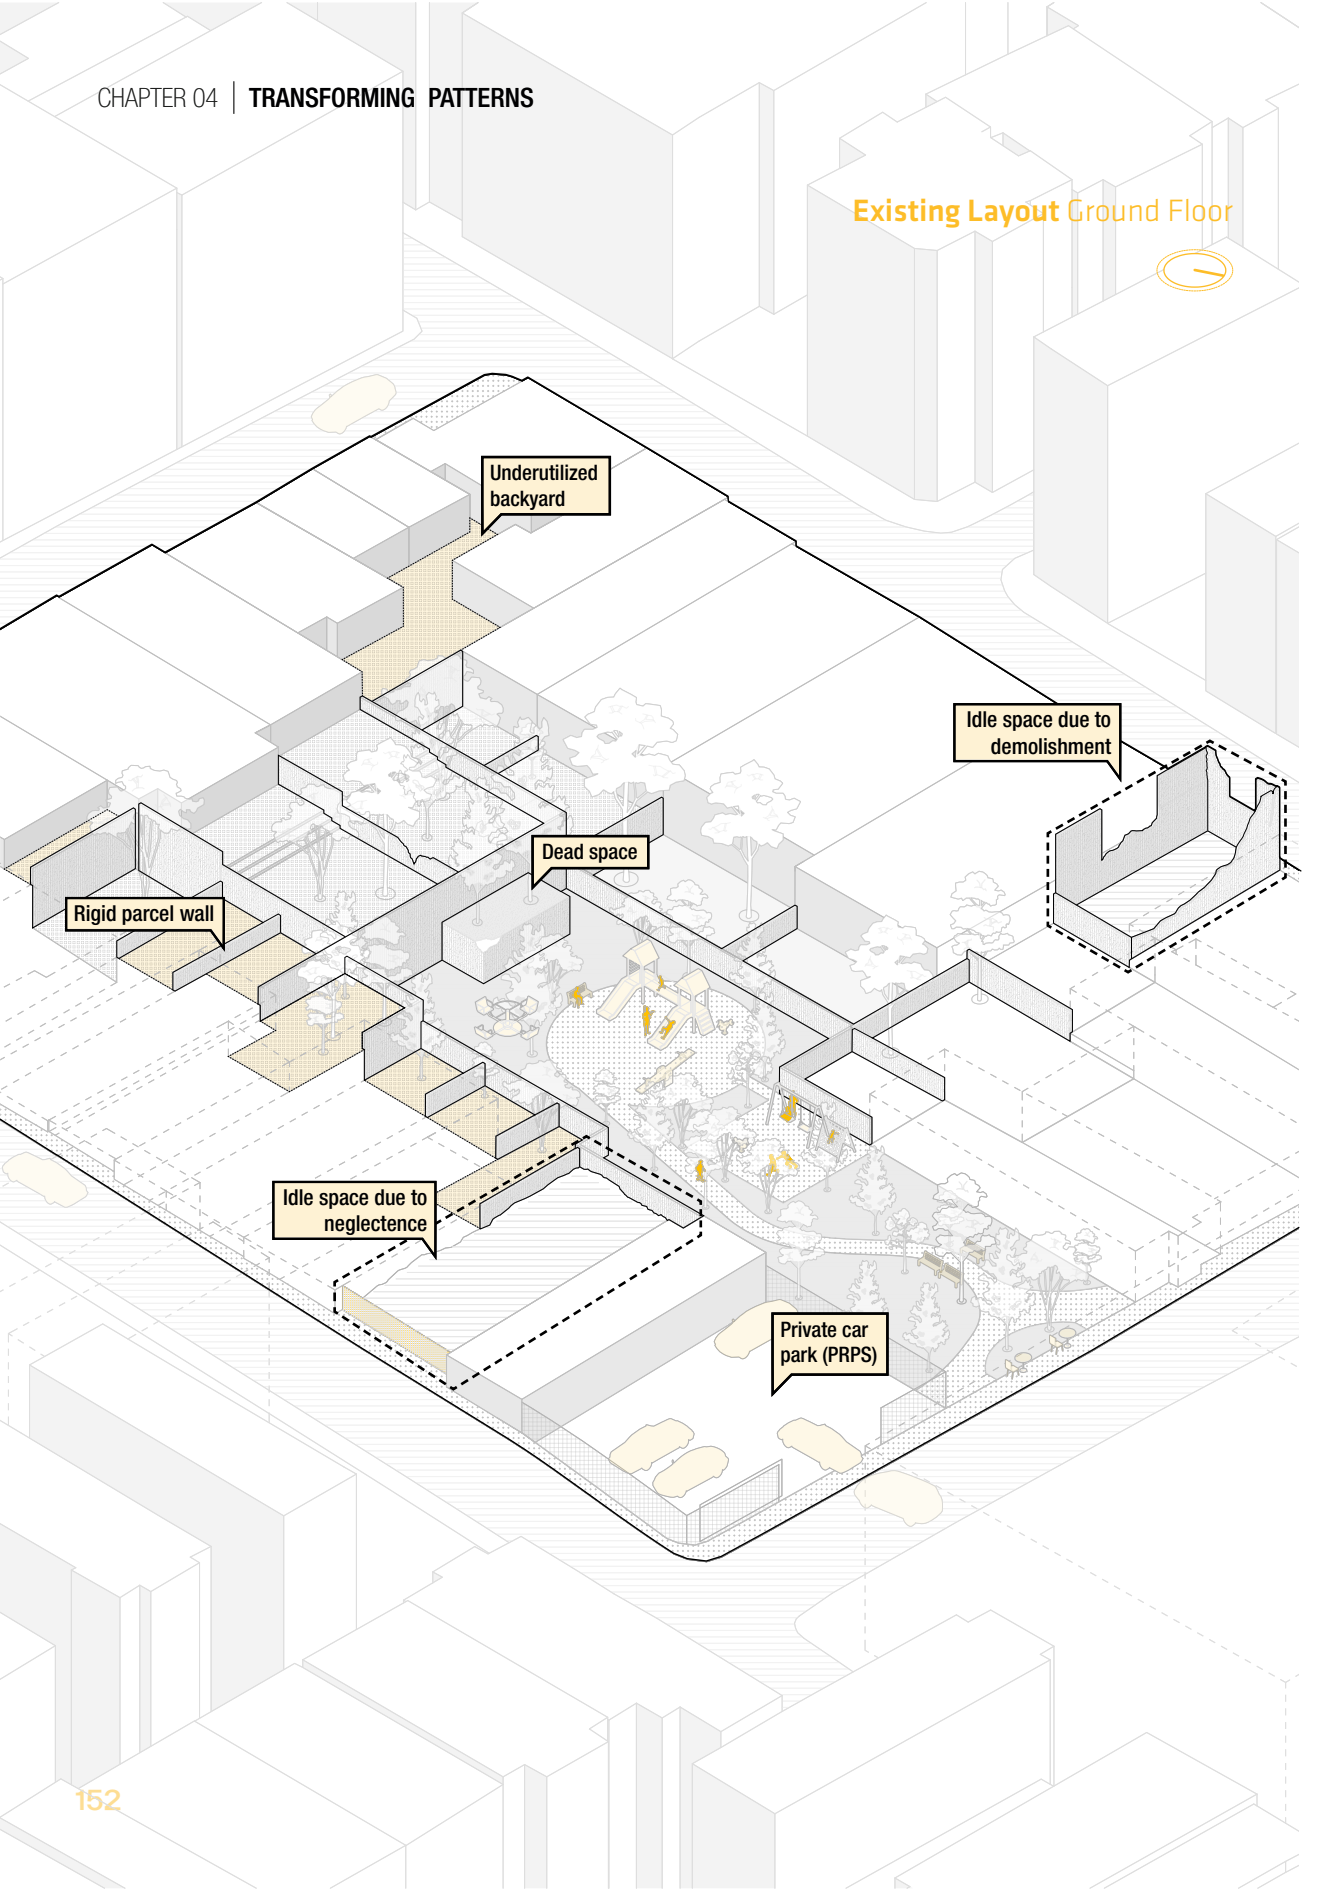 CHAPTER 04 | TRANSFORMING PATTERNS
Existing Layout Ground Floor
Underutilized
backyard
Idle space due to
demolishment
Dead space
Rigid parcel wall
Idle space due to
neglectence
Private car
park (PRPS)
152